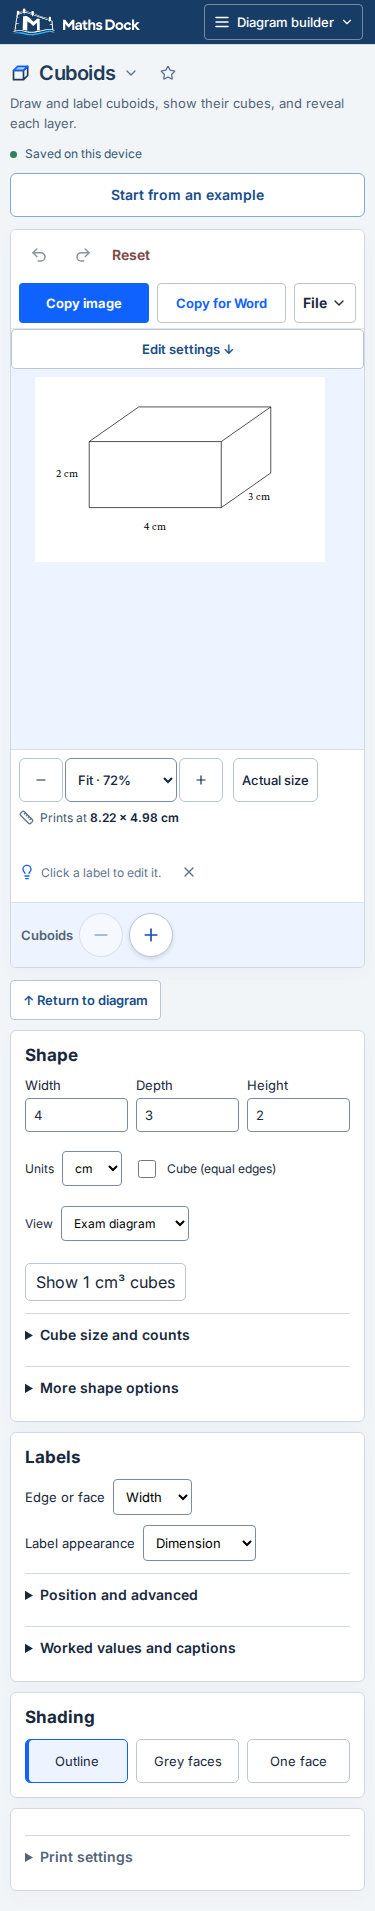 Maths Dock
Diagram builder
Cuboids
Draw and label cuboids, show their cubes, and reveal
each layer.
Saved on this device
Start from an example
Reset
Copy image
Copy for Word
File
Edit settings ↓
2 cm
3 cm
4 cm
−
Fit · 72%
+
Actual size
Prints at 8.22 × 4.98 cm
Click a label to edit it.
Cuboids
↑ Return to diagram
Shape
Width
Depth
Height
4
3
2
Units
cm
Cube (equal edges)
View
Exam diagram
Show 1 cm³ cubes
Cube size and counts
More shape options
Labels
Edge or face
Width
Label appearance
Dimension
Position and advanced
Worked values and captions
Shading
Outline
Grey faces
One face
Print settings